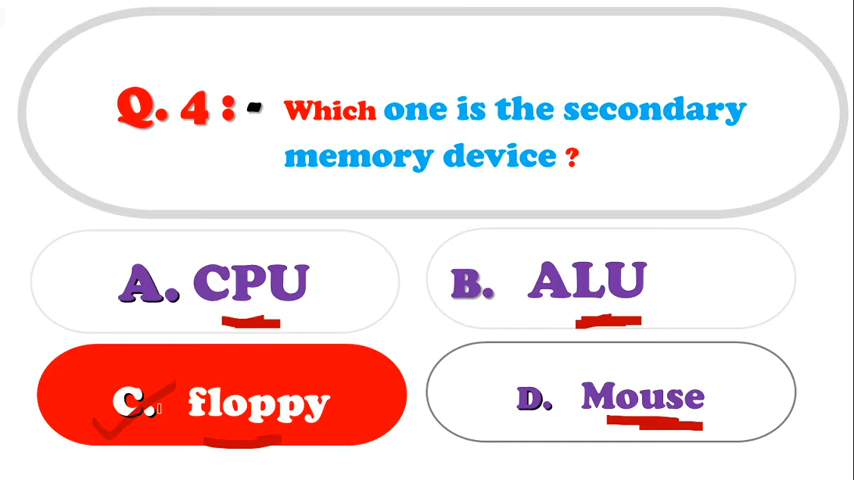 Q. 4 :- Which one is the secondary
memory device ?
A. CPU
B. ALU
C. floppy
D. Mouse